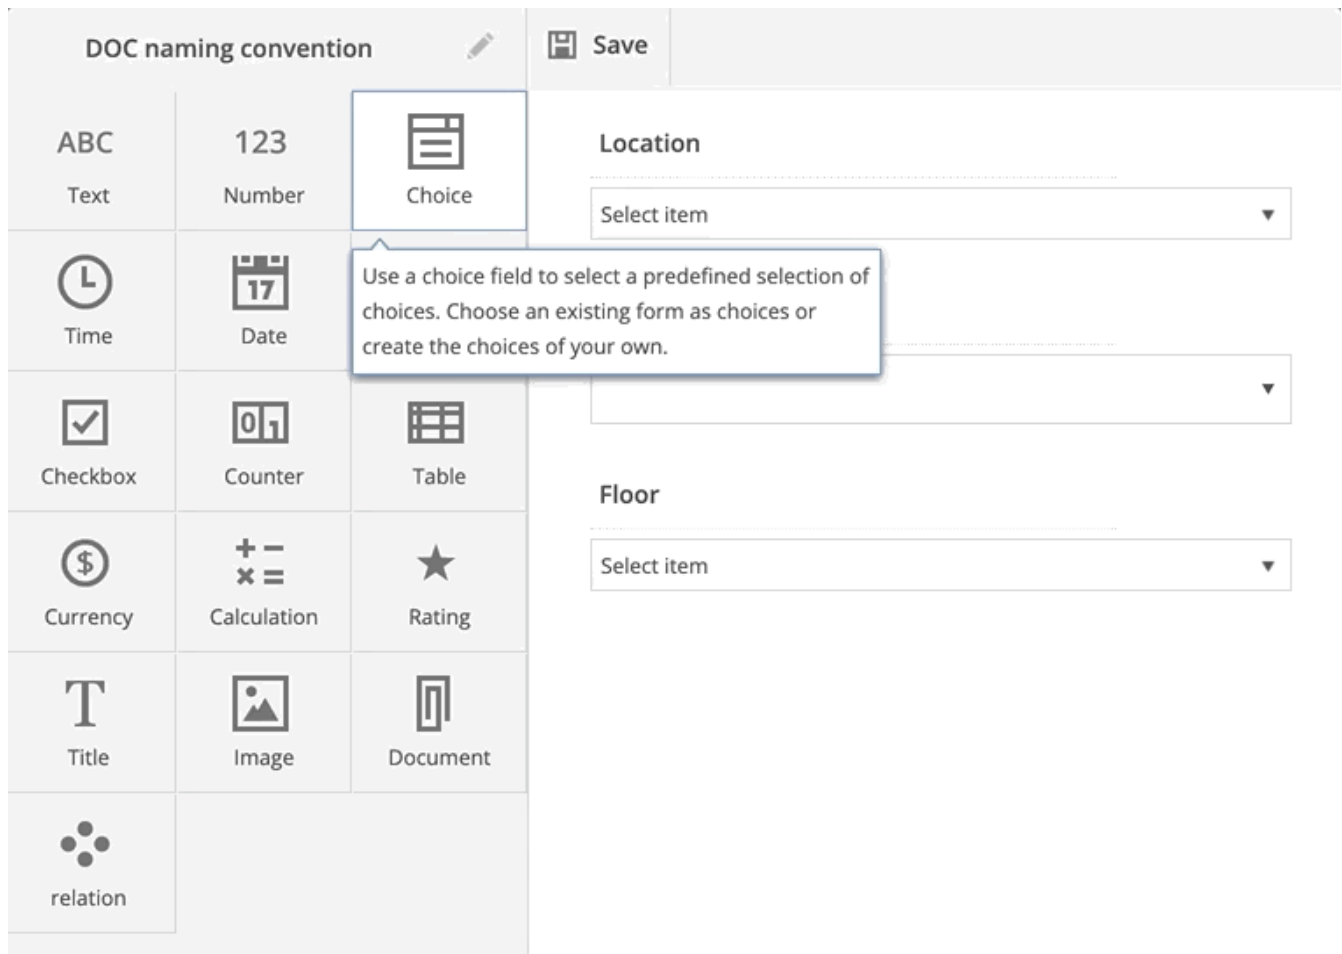 DOC naming convention
Save
ABC
123
Text
Number
Choice
Location
Select item
Use a choice field to select a predefined selection of
choices. Choose an existing form as choices or
create the choices of your own.
17
Time
Date
0 1
Checkbox
Counter
Table
Floor
Select item
$
Currency
Calculation
Rating
T
Title
Image
Document
relation